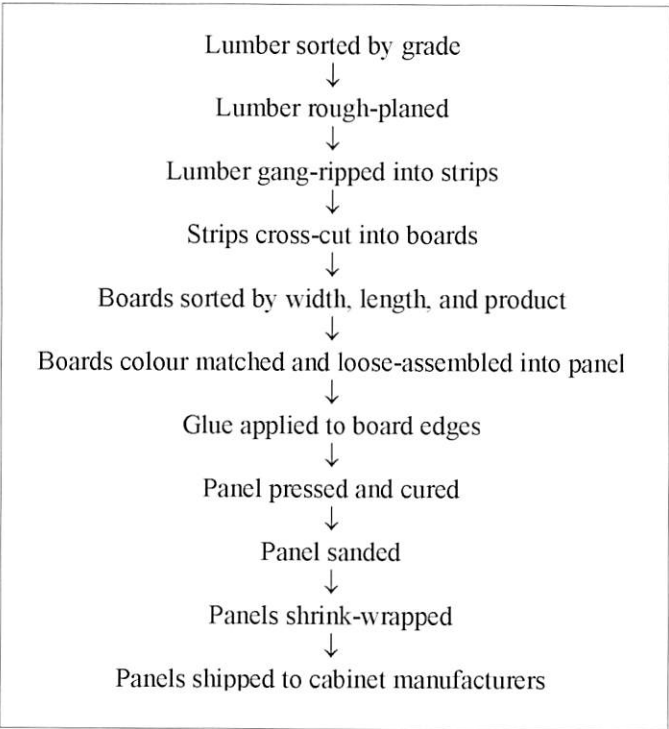 Lumber sorted by grade
↓
Lumber rough-planed
↓
Lumber gang-ripped into strips
↓
Strips cross-cut into boards
↓
Boards sorted by width, length, and product
↓
Boards colour matched and loose-assembled into panel
↓
Glue applied to board edges
↓
Panel pressed and cured
↓
Panel sanded
↓
Panels shrink-wrapped
↓
Panels shipped to cabinet manufacturers